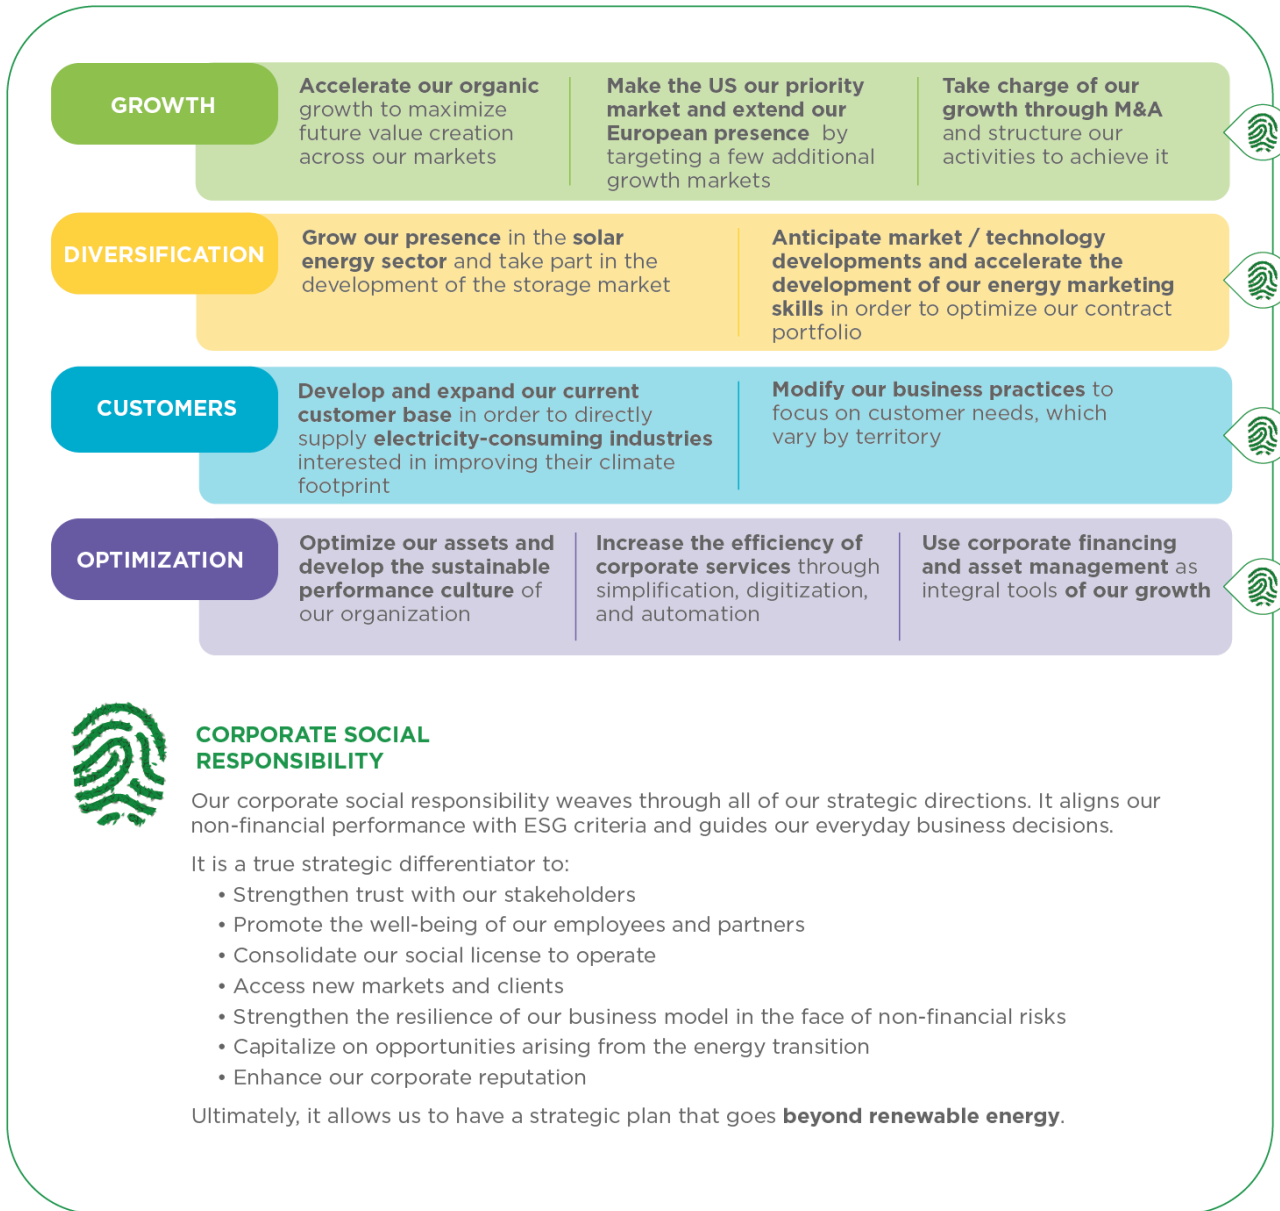 GROWTH
Accelerate our organic
growth to maximize
future value creation
across our markets
Make the US our priority
market and extend our
European presence by
targeting a few additional
growth markets
Take charge of our
growth through M&A
and structure our
activities to achieve it
DIVERSIFICATION
Grow our presence in the solar
energy sector and take part in the
development of the storage market
Anticipate market / technology
developments and accelerate the
development of our energy marketing
skills in order to optimize our contract
portfolio
CUSTOMERS
Develop and expand our current
customer base in order to directly
supply electricity-consuming industries
interested in improving their climate
footprint
Modify our business practices to
focus on customer needs, which
vary by territory
OPTIMIZATION
Optimize our assets and
develop the sustainable
performance culture of
our organization
Increase the efficiency of
corporate services through
simplification, digitization,
and automation
Use corporate financing
and asset management as
integral tools of our growth
CORPORATE SOCIAL
RESPONSIBILITY
Our corporate social responsibility weaves through all of our strategic directions. It aligns our
non-financial performance with ESG criteria and guides our everyday business decisions.
It is a true strategic differentiator to:
• Strengthen trust with our stakeholders
• Promote the well-being of our employees and partners
• Consolidate our social license to operate
• Access new markets and clients
• Strengthen the resilience of our business model in the face of non-financial risks
• Capitalize on opportunities arising from the energy transition
• Enhance our corporate reputation
Ultimately, it allows us to have a strategic plan that goes beyond renewable energy.